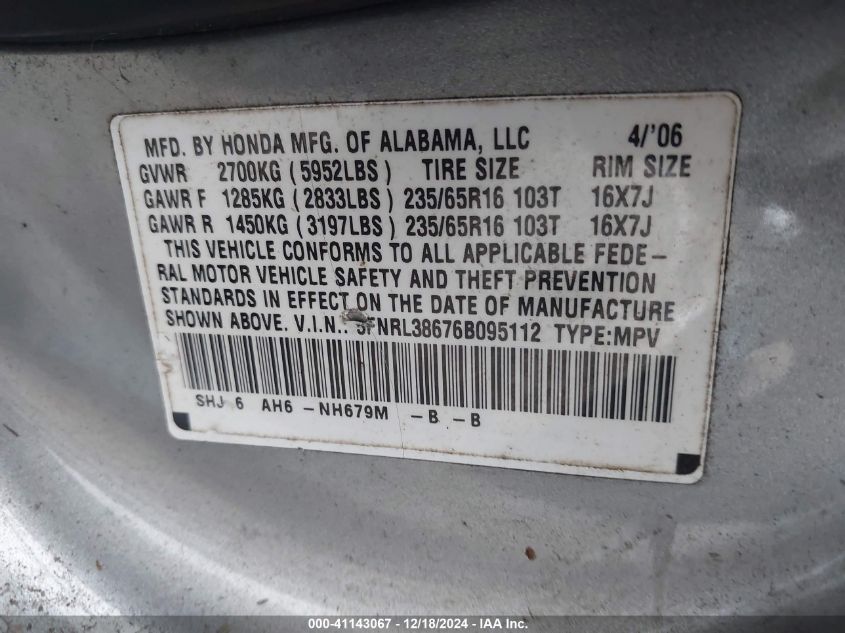 MFD. BY HONDA MFG. OF ALABAMA, LLC 4/'06
GVWR 2700KG (5952LBS) TIRE SIZE RIM SIZE
GAWR F 1285KG (2833LBS) 235/65R16 103T 16X7J
GAWR R 1450KG (3197LBS) 235/65R16 103T 16X7J
THIS VEHICLE CONFORMS TO ALL APPLICABLE FEDE-
RAL MOTOR VEHICLE SAFETY AND THEFT PREVENTION
STANDARDS IN EFFECT ON THE DATE OF MANUFACTURE
SHOWN ABOVE. V.I.N.: 5FNRL38676B095112 TYPE:MPV
SHJ 6 AH6 -NH679M -B -B
000-41143067 - 12/18/2024 - COPYRIGHT © 2024 IAA, Inc.